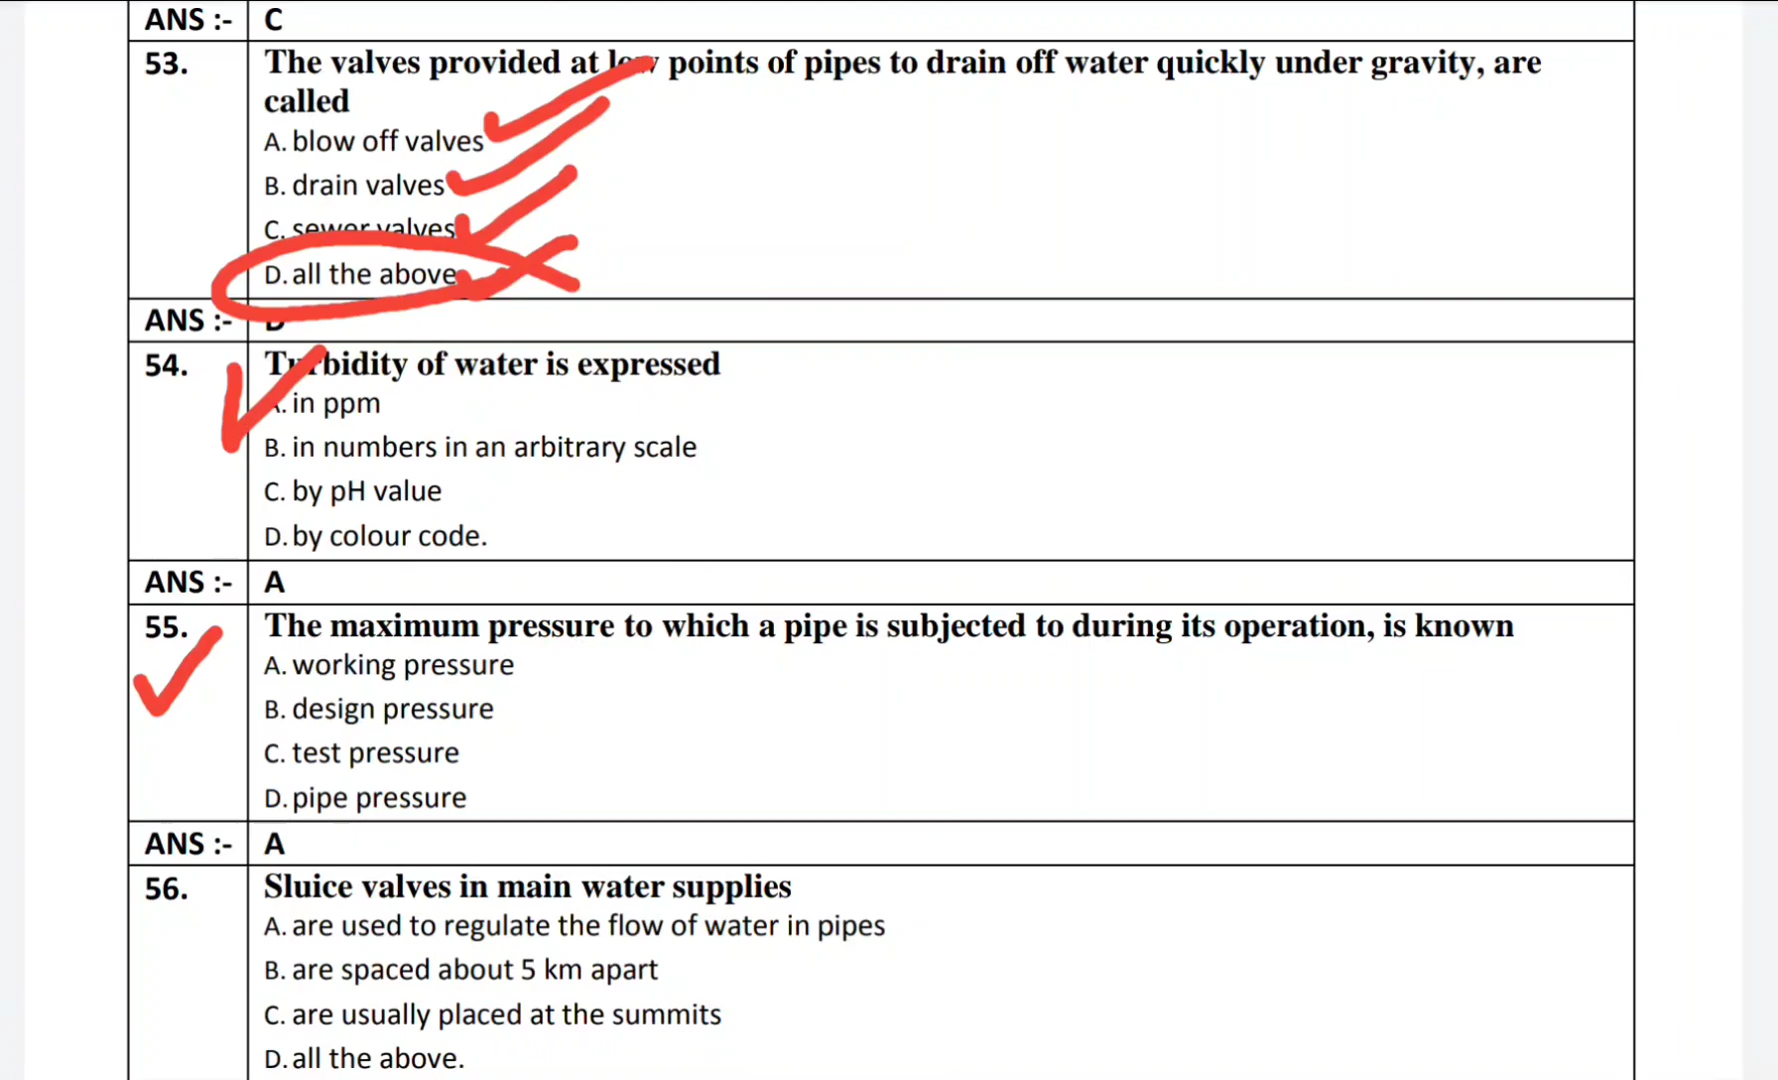 ANS :- C
53. The valves provided at low points of pipes to drain off water quickly under gravity, are
called
A. blow off valves
B. drain valves
C. sewer valves
D. all the above
ANS :- D
54. Turbidity of water is expressed
A. in ppm
B. in numbers in an arbitrary scale
C. by pH value
D. by colour code.
ANS :- A
55. The maximum pressure to which a pipe is subjected to during its operation, is known
A. working pressure
B. design pressure
C. test pressure
D. pipe pressure
ANS :- A
56. Sluice valves in main water supplies
A. are used to regulate the flow of water in pipes
B. are spaced about 5 km apart
C. are usually placed at the summits
D. all the above.